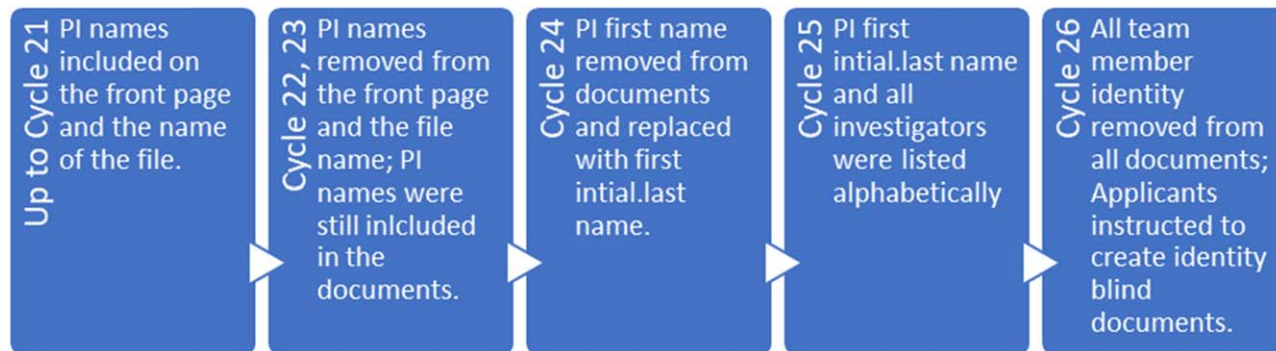 Up to Cycle 21
PI names
included on
the front page
and the name
of the file.
Cycle 22, 23
PI names
removed from
the front page
and the file
name; PI
names were
still inlcluded
in the
documents.
Cycle 24
PI first name
removed from
documents
and replaced
with first
intial.last
name.
Cycle 25
PI first
intial.last name
and all
investigators
were listed
alphabetically
Cycle 26
All team
member
identity
removed from
all documents;
Applicants
instructed to
create identity
blind
documents.